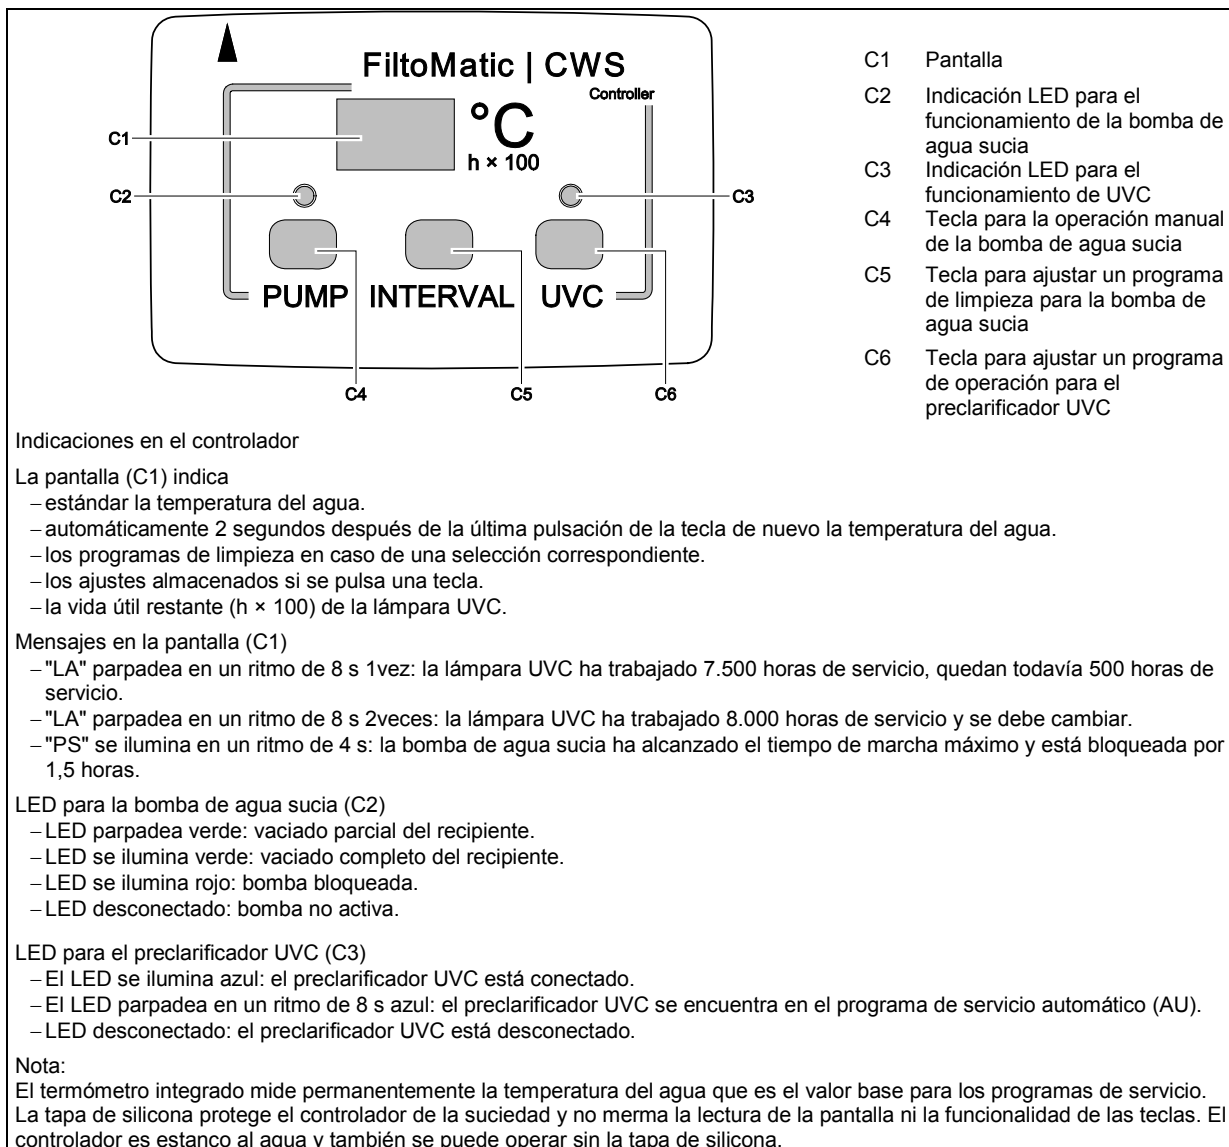 FiltoMatic | CWS
Controller
°C
h × 100
C1
C2
C3
PUMP INTERVAL UVC
C4
C5
C6
C1 Pantalla
C2 Indicación LED para el
funcionamiento de la bomba de
agua sucia
C3 Indicación LED para el
funcionamiento de UVC
C4 Tecla para la operación manual
de la bomba de agua sucia
C5 Tecla para ajustar un programa
de limpieza para la bomba de
agua sucia
C6 Tecla para ajustar un programa
de operación para el
preclarificador UVC
Indicaciones en el controlador
La pantalla (C1) indica
– estándar la temperatura del agua.
– automáticamente 2 segundos después de la última pulsación de la tecla de nuevo la temperatura del agua.
– los programas de limpieza en caso de una selección correspondiente.
– los ajustes almacenados si se pulsa una tecla.
– la vida útil restante (h × 100) de la lámpara UVC.
Mensajes en la pantalla (C1)
– "LA" parpadea en un ritmo de 8 s 1vez: la lámpara UVC ha trabajado 7.500 horas de servicio, quedan todavía 500 horas de
servicio.
– "LA" parpadea en un ritmo de 8 s 2veces: la lámpara UVC ha trabajado 8.000 horas de servicio y se debe cambiar.
– "PS" se ilumina en un ritmo de 4 s: la bomba de agua sucia ha alcanzado el tiempo de marcha máximo y está bloqueada por
1,5 horas.
LED para la bomba de agua sucia (C2)
– LED parpadea verde: vaciado parcial del recipiente.
– LED se ilumina verde: vaciado completo del recipiente.
– LED se ilumina rojo: bomba bloqueada.
– LED desconectado: bomba no activa.
LED para el preclarificador UVC (C3)
– El LED se ilumina azul: el preclarificador UVC está conectado.
– El LED parpadea en un ritmo de 8 s azul: el preclarificador UVC se encuentra en el programa de servicio automático (AU).
– LED desconectado: el preclarificador UVC está desconectado.
Nota:
El termómetro integrado mide permanentemente la temperatura del agua que es el valor base para los programas de servicio.
La tapa de silicona protege el controlador de la suciedad y no merma la lectura de la pantalla ni la funcionalidad de las teclas. El
controlador es estanco al agua y también se puede operar sin la tapa de silicona.